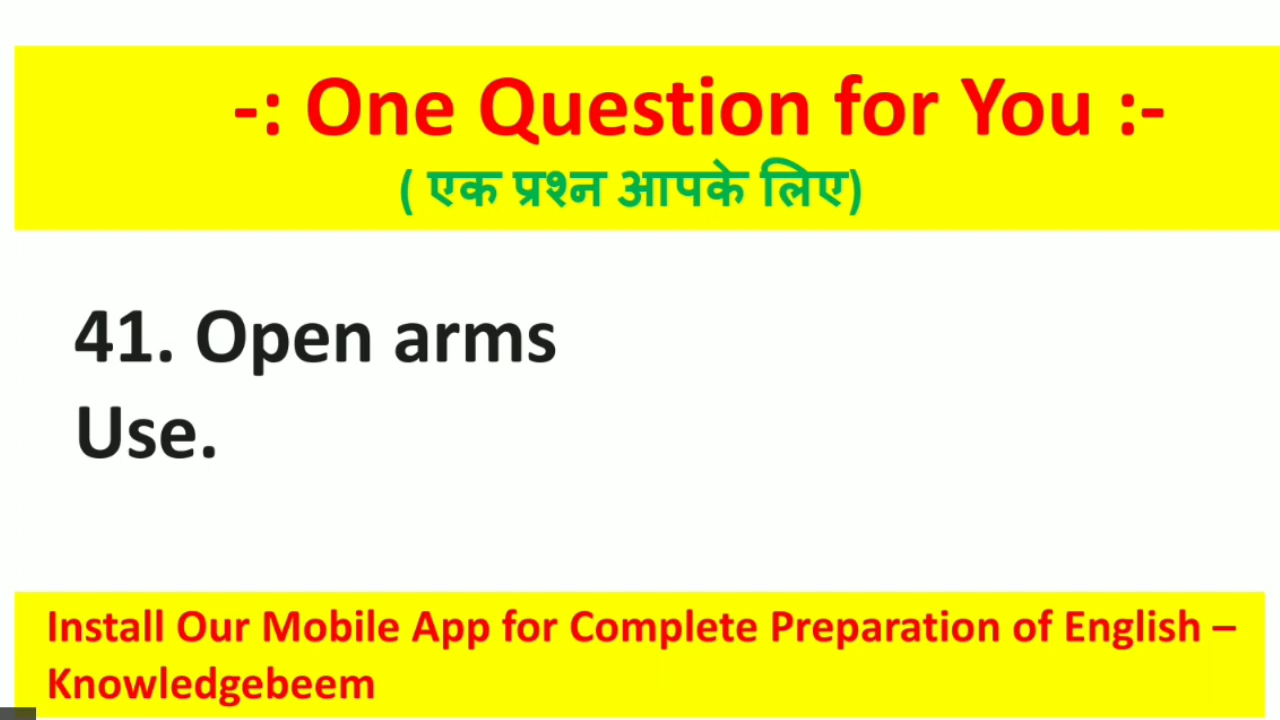 -: One Question for You :-
( एक प्रश्न आपके लिए)
41. Open arms
Use.
Install Our Mobile App for Complete Preparation of English –
Knowledgebeem